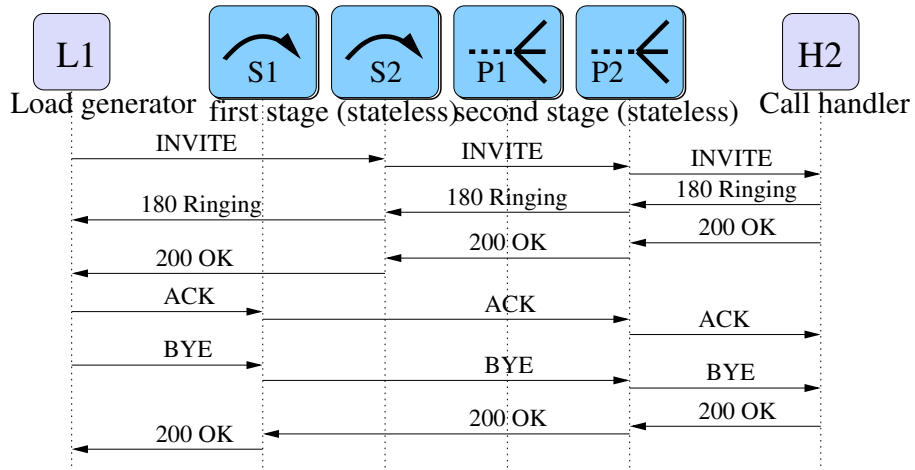 L1 S1 S2 P1 P2 H2
Load generator first stage (stateless) second stage (stateless) Call handler
INVITE
INVITE
INVITE
180 Ringing
180 Ringing
180 Ringing
200 OK
200 OK
200 OK
ACK
ACK
ACK
BYE
BYE
BYE
200 OK
200 OK
200 OK